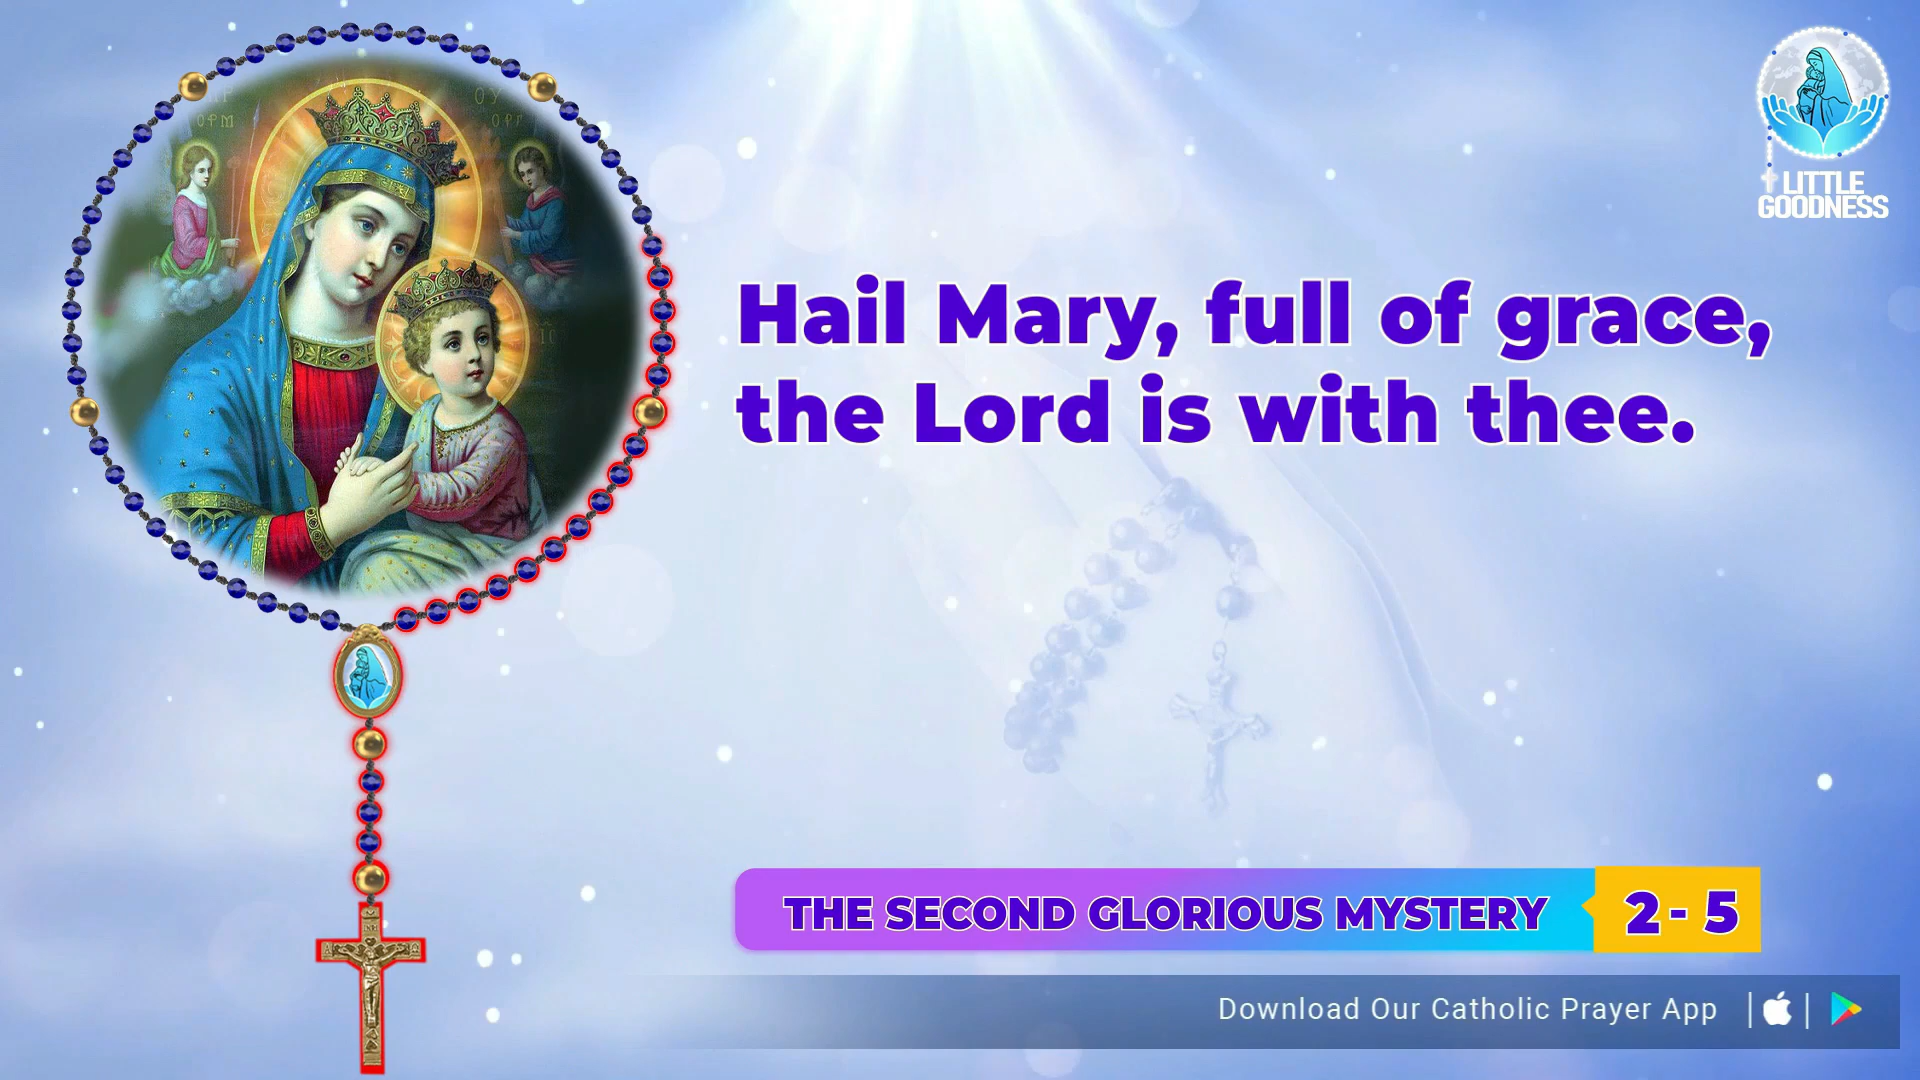 LITTLE
GOODNESS
Hail Mary, full of grace,
the Lord is with thee.
THE SECOND GLORIOUS MYSTERY 2 - 5
Download Our Catholic Prayer App